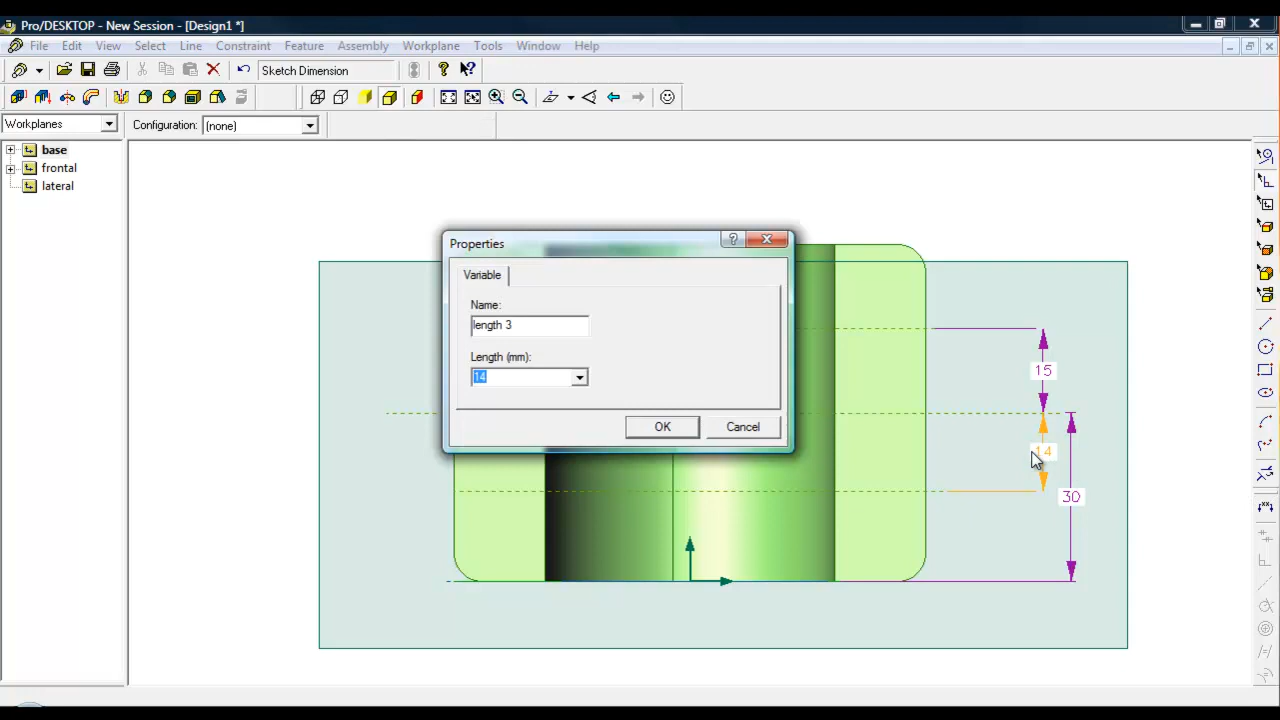 Pro/DESKTOP - New Session - [Design1 *]
File Edit View Select Line Constraint Feature Assembly Workplane Tools Window Help
Sketch Dimension
Workplanes Configuration: (none)
base
frontal
lateral
Properties
Variable
Name:
length 3
Length (mm):
14
OK Cancel
15
14
30